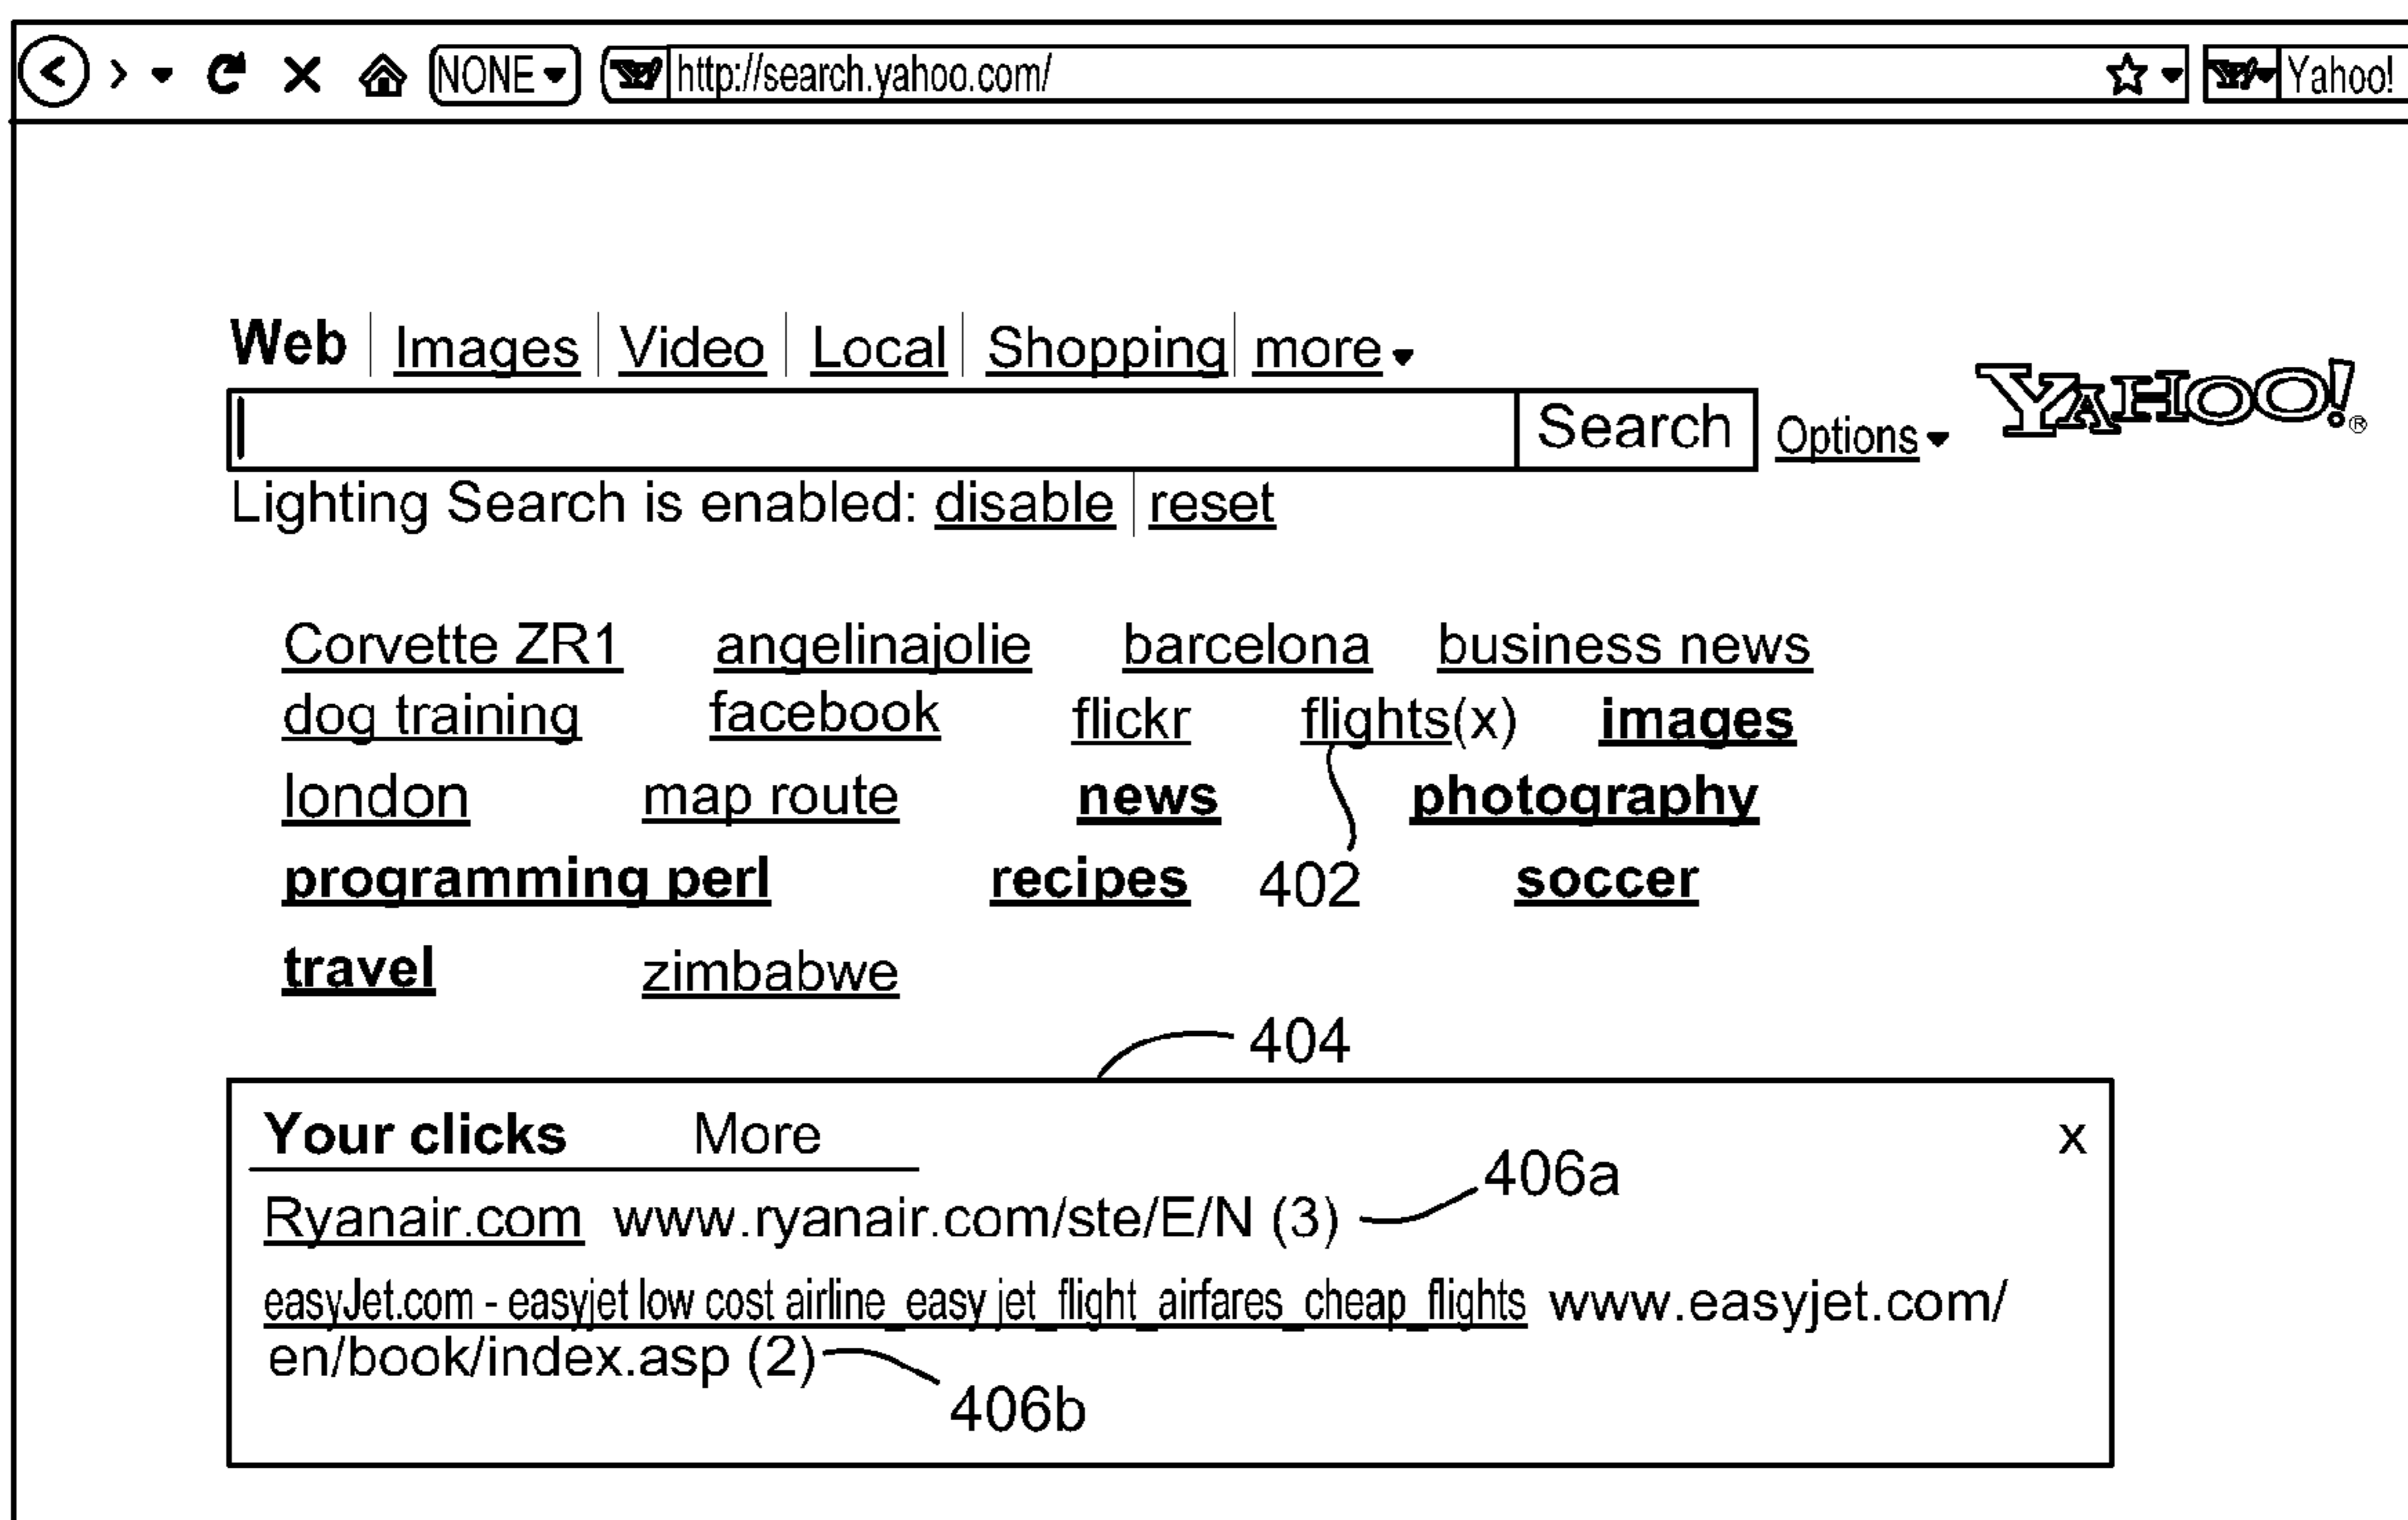 NONE http://search.yahoo.com/ Yahoo!
Web Images Video Local Shopping more
Search Options YAHOO!®
Lighting Search is enabled: disable reset
Corvette ZR1 angelinajolie barcelona business news
dog training facebook flickr flights(x) images
london map route news photography
programming perl recipes 402 soccer
travel zimbabwe
404
Your clicks More x
406a
Ryanair.com www.ryanair.com/ste/E/N (3)
easyJet.com - easyjet low cost airline_easy jet_flight_airfares_cheap_flights www.easyjet.com/
en/book/index.asp (2)
406b